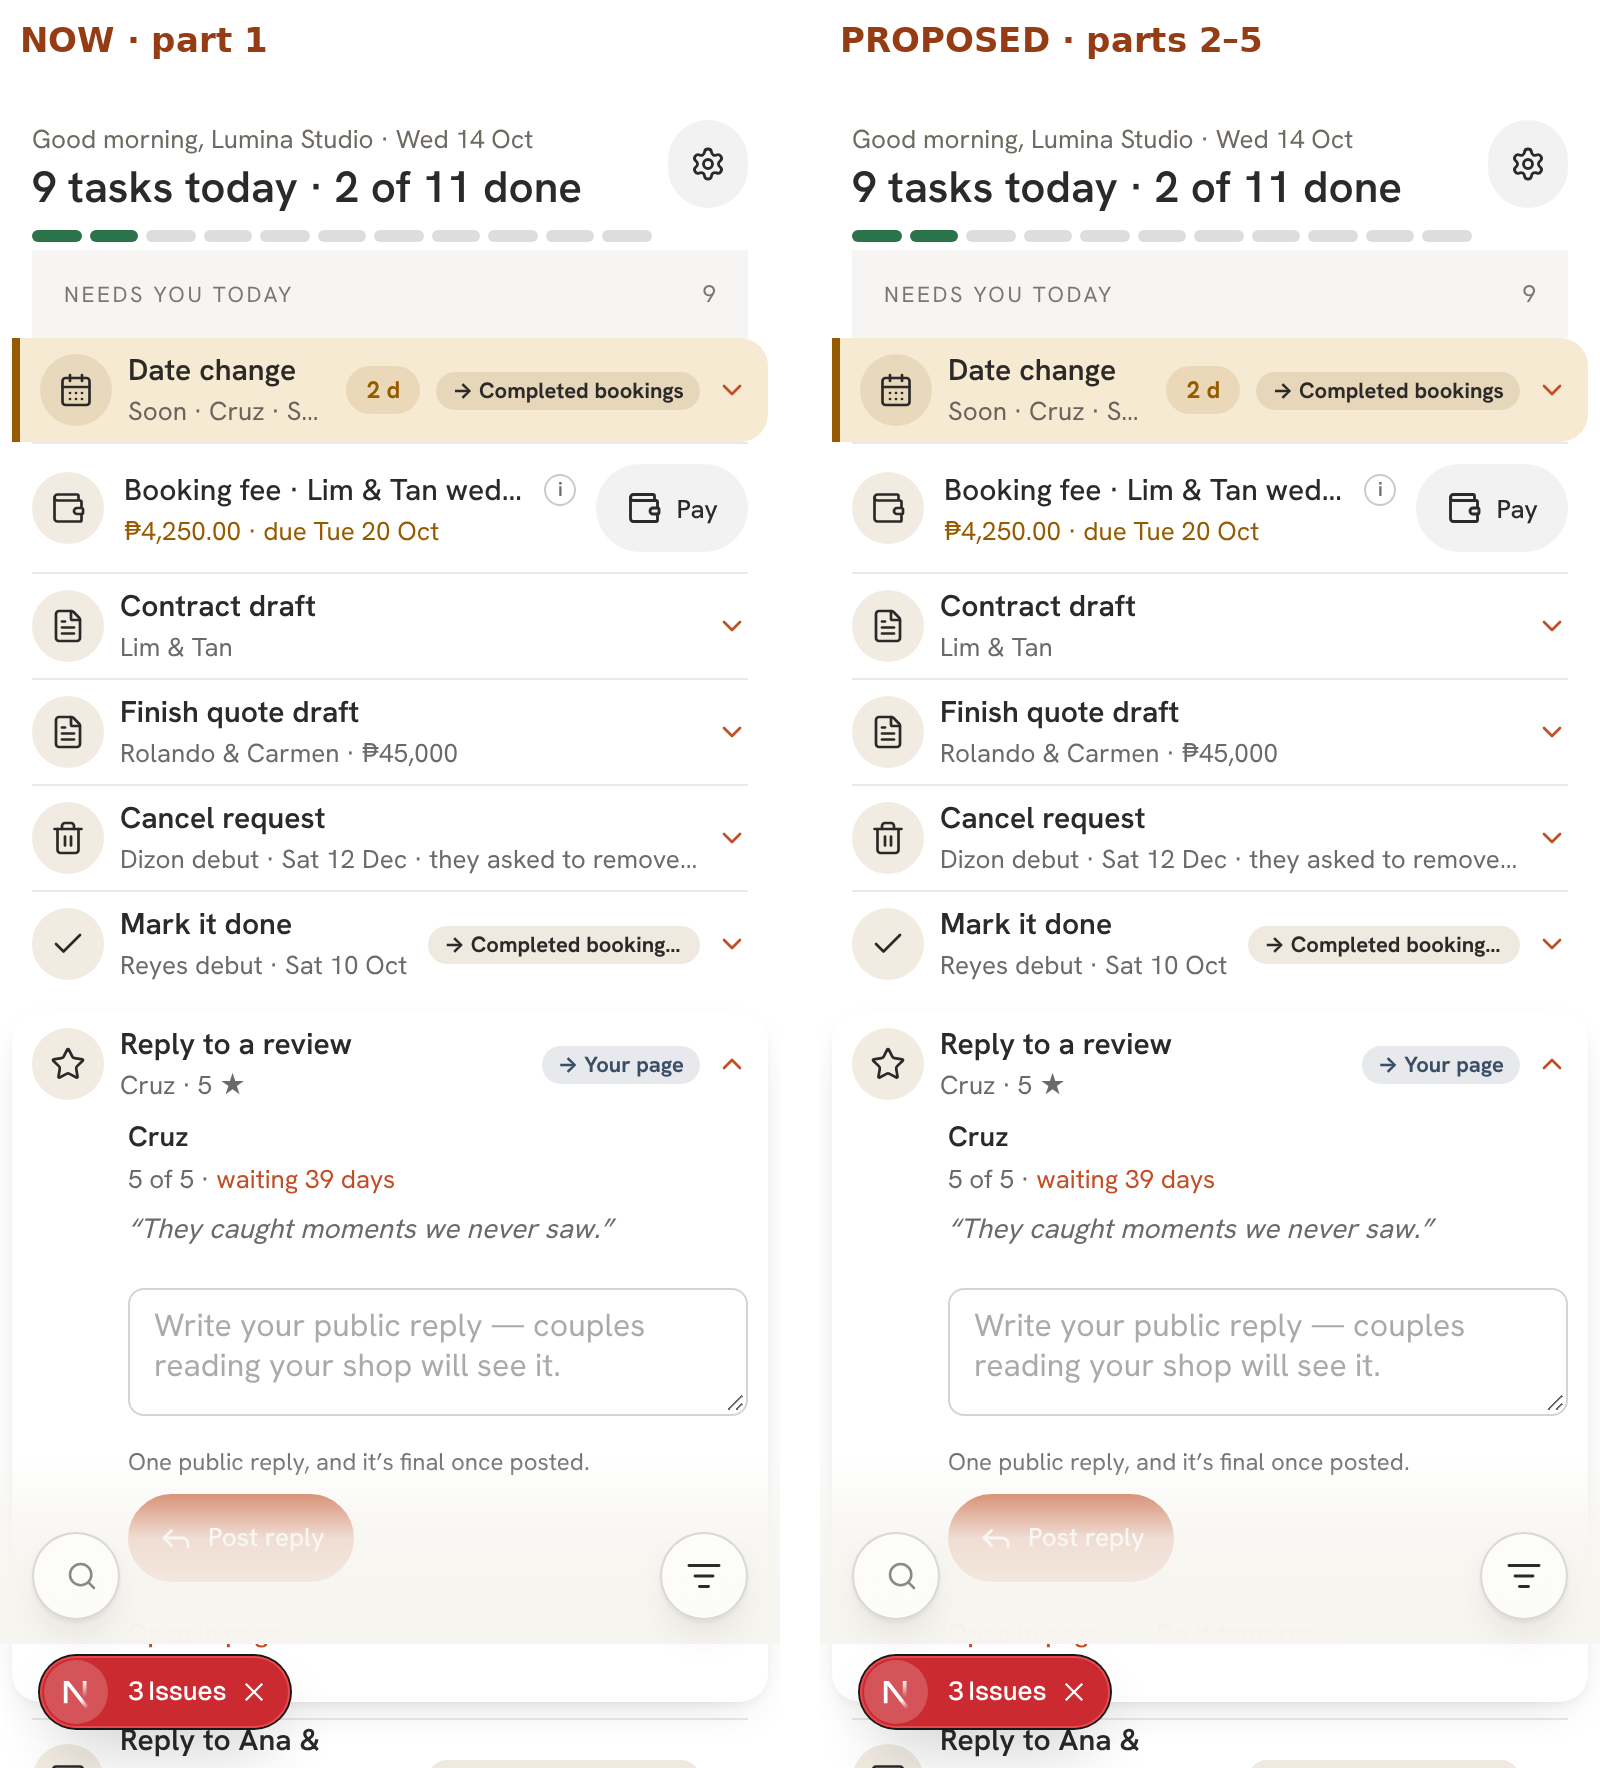 NOW · part 1
Good morning, Lumina Studio · Wed 14 Oct
9 tasks today · 2 of 11 done
NEEDS YOU TODAY 9
Date change
Soon · Cruz · S...
2 d
→ Completed bookings
Booking fee · Lim & Tan wed...
i
₱4,250.00 · due Tue 20 Oct
Pay
Contract draft
Lim & Tan
Finish quote draft
Rolando & Carmen · ₱45,000
Cancel request
Dizon debut · Sat 12 Dec · they asked to remove...
Mark it done
Reyes debut · Sat 10 Oct
→ Completed booking...
Reply to a review
Cruz · 5 ★
→ Your page
Cruz
5 of 5 · waiting 39 days
“They caught moments we never saw.”
Write your public reply — couples
reading your shop will see it.
One public reply, and it’s final once posted.
Post reply
3 Issues
Reply to Ana &
PROPOSED · parts 2–5
Good morning, Lumina Studio · Wed 14 Oct
9 tasks today · 2 of 11 done
NEEDS YOU TODAY 9
Date change
Soon · Cruz · S...
2 d
→ Completed bookings
Booking fee · Lim & Tan wed...
i
₱4,250.00 · due Tue 20 Oct
Pay
Contract draft
Lim & Tan
Finish quote draft
Rolando & Carmen · ₱45,000
Cancel request
Dizon debut · Sat 12 Dec · they asked to remove...
Mark it done
Reyes debut · Sat 10 Oct
→ Completed booking...
Reply to a review
Cruz · 5 ★
→ Your page
Cruz
5 of 5 · waiting 39 days
“They caught moments we never saw.”
Write your public reply — couples
reading your shop will see it.
One public reply, and it’s final once posted.
Post reply
3 Issues
Reply to Ana &